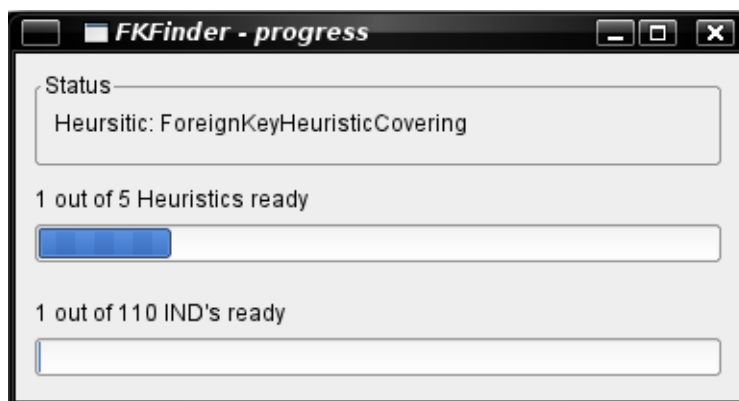 FKFinder - progress
Status
Heursitic: ForeignKeyHeuristicCovering
1 out of 5 Heuristics ready
1 out of 110 IND's ready